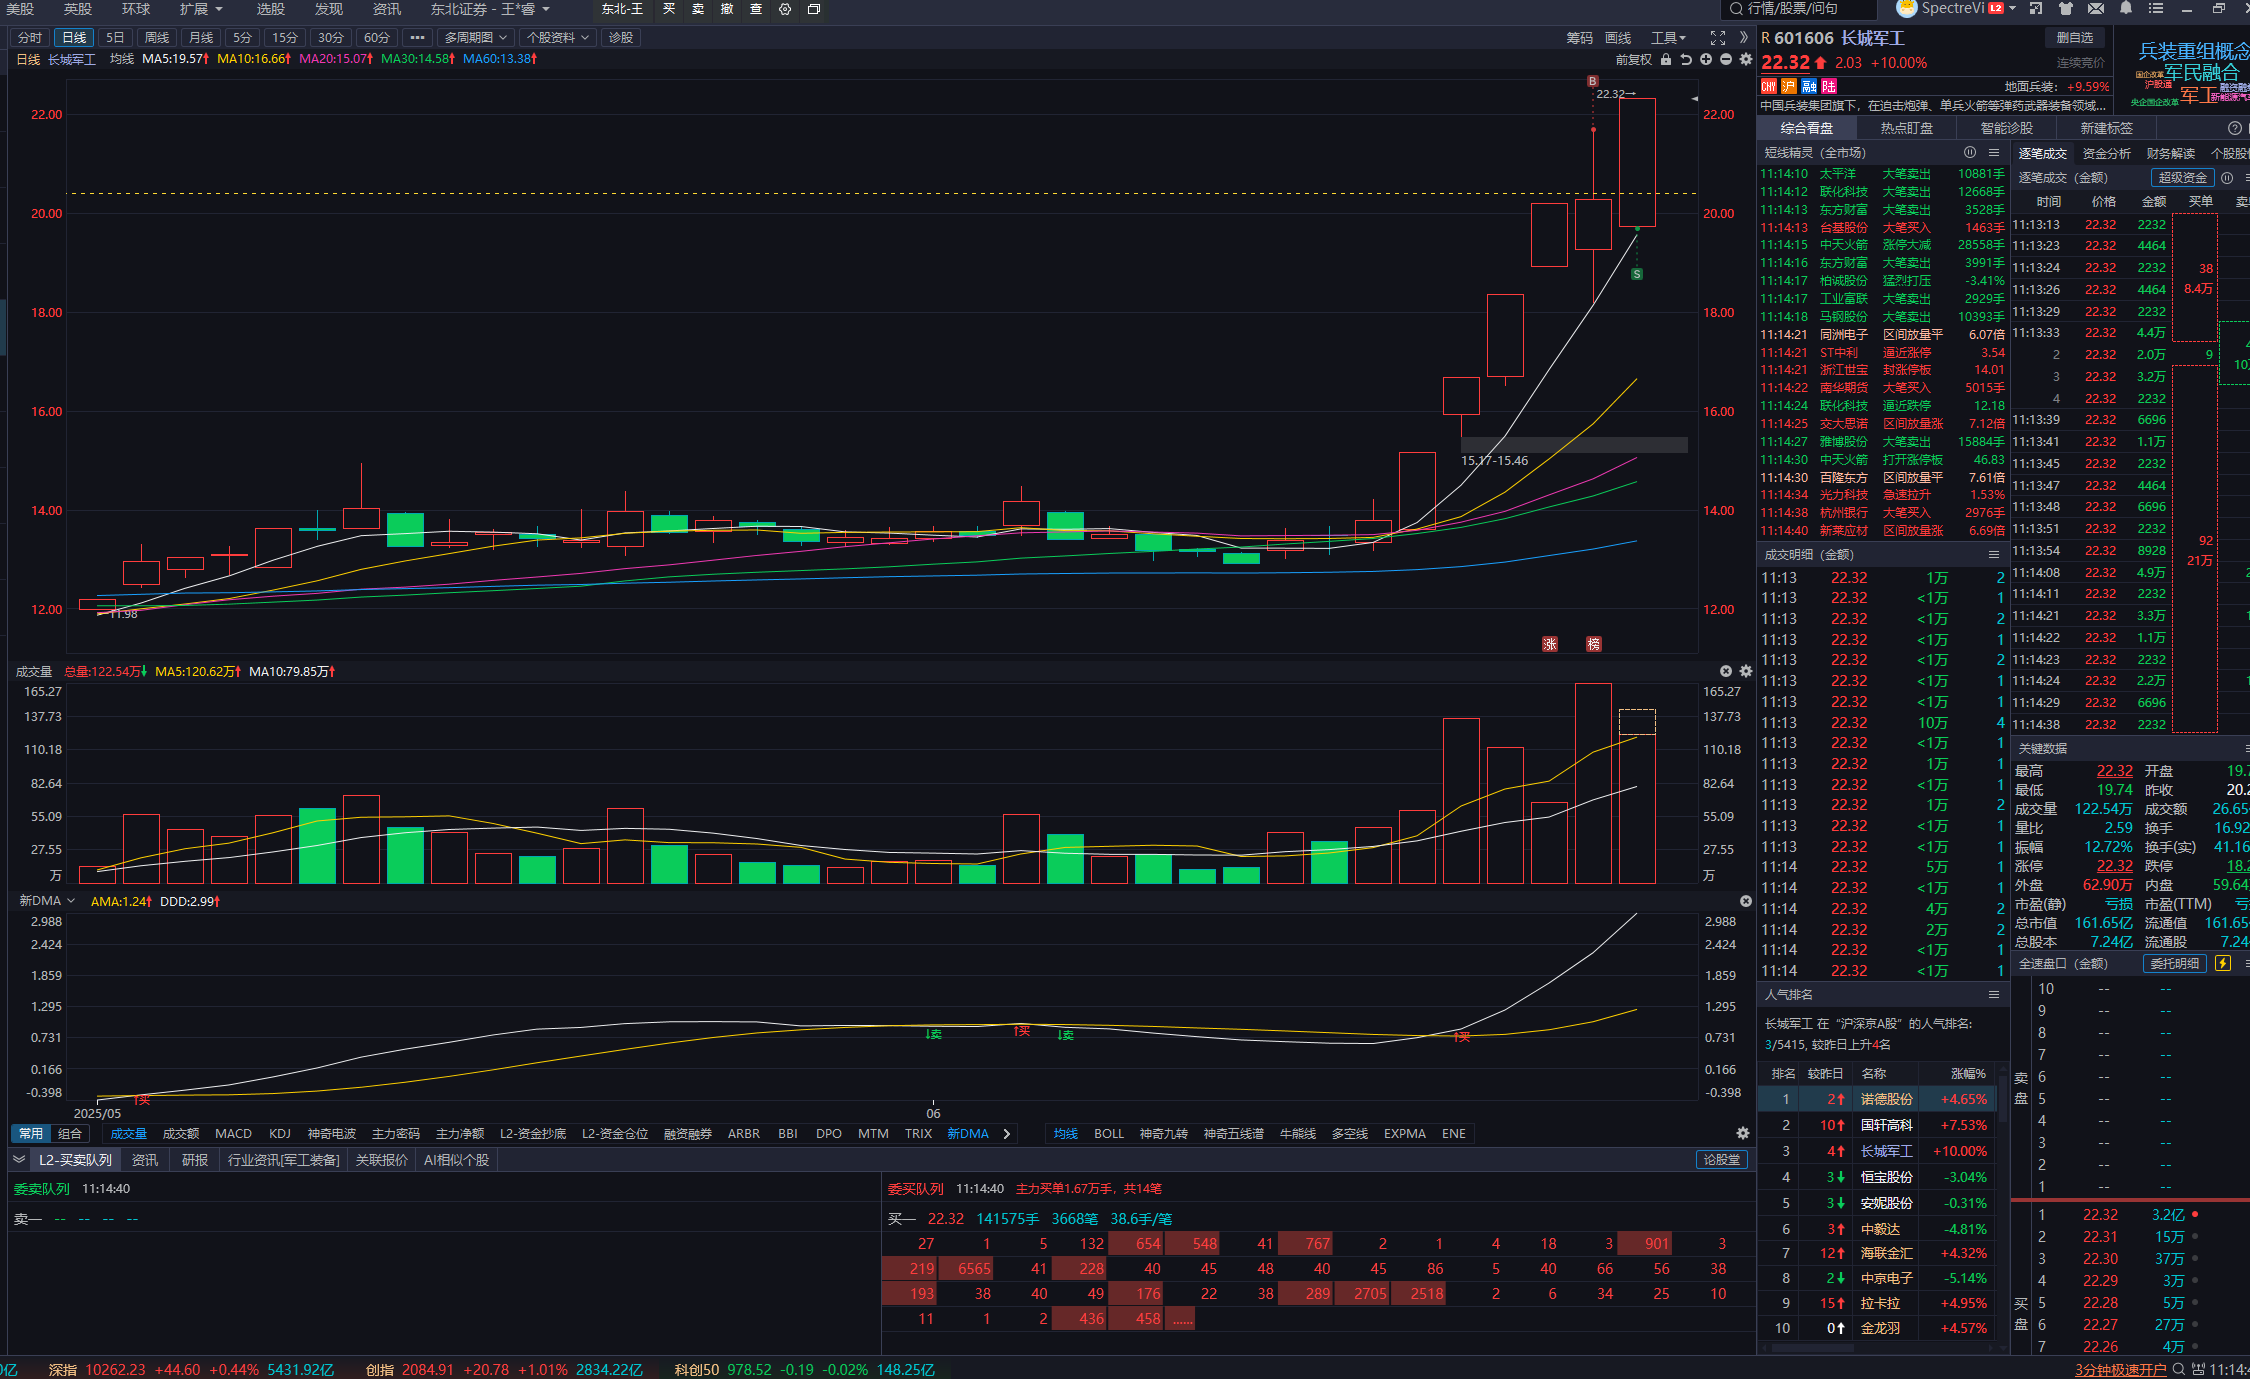 美股 英股 环球 扩展 选股 发现 资讯 东北证券 - 王*睿 东北-王 买 卖 撤 查 行情/股票/问句 SpectreVi L2
分时 日线 5日 周线 月线 5分 15分 30分 60分 多周期图 个股资料 诊股 筹码 画线 工具
日线 长城军工 均线 MA5:19.57↑ MA10:16.66↑ MA20:15.07↑ MA30:14.58↑ MA60:13.38↑ 前复权
22.00 22.00
20.00 20.00
18.00 18.00
16.00 16.00
14.00 14.00
12.00 12.00
B
22.32→
S
15.17-15.46
11.98
涨 榜
成交量 总量:122.54万↓ MA5:120.62万↑ MA10:79.85万↑
165.27 165.27
137.73 137.73
110.18 110.18
82.64 82.64
55.09 55.09
27.55 27.55
万 万
新DMA AMA:1.24↑ DDD:2.99↑
2.988 2.988
2.424 2.424
1.859 1.859
1.295 1.295
0.731 0.731
0.166 0.166
-0.398 -0.398
↑买 ↓卖 ↑买 ↓卖 ↑买
2025/05 06
常用 组合 成交量 成交额 MACD KDJ 神奇电波 主力密码 主力净额 L2-资金抄底 L2-资金仓位 融资融券 ARBR BBI DPO MTM TRIX 新DMA 均线 BOLL 神奇九转 神奇五线谱 牛能线 多空线 EXPMA ENE
L2-买卖队列 资讯 研报 行业资讯[军工装备] 关联报价 AI相似个股 论股堂
委卖队列 11:14:40
卖一 -- -- -- --
委买队列 11:14:40 主力买单1.67万手，共14笔
买一 22.32 141575手 3668笔 38.6手/笔
27 1 5 132 654 548 41 767 2 1 4 18 3 901 3
219 6565 41 228 40 45 48 40 45 86 5 40 66 56 38
193 38 40 49 176 22 38 289 2705 2518 2 6 34 25 10
11 1 2 436 458 ......
R 601606 长城军工 删自选
22.32 2.03 +10.00% 连续竞价
CHY 沪 融 陆 地面兵装: +9.59%
中国兵装集团旗下，在迫击炮弹、单兵火箭等弹药武器装备领域...
兵装重组概念
国企改革 军民融合
沪股通
央企国企改革 军工
综合看盘 热点盯盘 智能诊股 新建标签
短线精灵（全市场）
11:14:10 太平洋 大笔卖出 10881手
11:14:12 联化科技 大笔卖出 12668手
11:14:13 东方财富 大笔卖出 3528手
11:14:13 台基股份 大笔买入 1463手
11:14:15 中天火箭 涨停大减 28558手
11:14:16 东方财富 大笔卖出 3991手
11:14:17 柏诚股份 猛烈打压 -3.41%
11:14:17 工业富联 大笔卖出 2929手
11:14:18 马钢股份 大笔卖出 10393手
11:14:21 同洲电子 区间放量平 6.07倍
11:14:21 ST中利 逼近涨停 3.54
11:14:21 浙江世宝 封涨停板 14.01
11:14:22 南华期货 大笔买入 5015手
11:14:24 联化科技 逼近跌停 12.18
11:14:25 交大思诺 区间放量涨 7.12倍
11:14:27 雅博股份 大笔卖出 15884手
11:14:30 中天火箭 打开涨停板 46.83
11:14:30 百隆东方 区间放量平 7.61倍
11:14:34 光力科技 急速拉升 1.53%
11:14:38 杭州银行 大笔买入 2976手
11:14:40 新莱应材 区间放量涨 6.69倍
成交明细（金额）
11:13 22.32 1万 2
11:13 22.32 <1万 1
11:13 22.32 <1万 2
11:13 22.32 <1万 1
11:13 22.32 <1万 2
11:13 22.32 <1万 1
11:13 22.32 <1万 1
11:13 22.32 10万 4
11:13 22.32 <1万 1
11:13 22.32 1万 1
11:13 22.32 <1万 1
11:13 22.32 1万 2
11:13 22.32 <1万 1
11:13 22.32 <1万 1
11:14 22.32 5万 1
11:14 22.32 <1万 1
11:14 22.32 4万 2
11:14 22.32 2万 2
11:14 22.32 <1万 1
11:14 22.32 <1万 1
人气排名
长城军工 在 “沪深京A股” 的人气排名:
3/5415, 较昨日上升4名
排名 较昨日 名称 涨幅%
1 2↑ 诺德股份 +4.65%
2 10↑ 国轩高科 +7.53%
3 4↑ 长城军工 +10.00%
4 3↓ 恒宝股份 -3.04%
5 3↓ 安妮股份 -0.31%
6 3↑ 中毅达 -4.81%
7 12↑ 海联金汇 +4.32%
8 2↓ 中京电子 -5.14%
9 15↑ 拉卡拉 +4.95%
10 0↑ 金龙羽 +4.57%
逐笔成交 资金分析 财务解读
逐笔成交（金额） 超级资金
时间 价格 金额 买单
11:13:13 22.32 2232
11:13:23 22.32 4464
11:13:24 22.32 2232 38
11:13:26 22.32 4464 8.4万
11:13:29 22.32 2232
11:13:33 22.32 4.4万
2 22.32 2.0万 9
3 22.32 3.2万
4 22.32 2232
11:13:39 22.32 6696
11:13:41 22.32 1.1万
11:13:45 22.32 2232
11:13:47 22.32 4464
11:13:48 22.32 6696
11:13:51 22.32 2232
11:13:54 22.32 8928 92
11:14:08 22.32 4.9万 21万
11:14:11 22.32 2232
11:14:21 22.32 3.3万
11:14:22 22.32 1.1万
11:14:23 22.32 2232
11:14:24 22.32 2.2万
11:14:29 22.32 6696
11:14:38 22.32 2232
关键数据
最高 22.32 开盘 19.7
最低 19.74 昨收 20.2
成交量 122.54万 成交额 26.65
量比 2.59 换手 16.92
振幅 12.72% 换手(实) 41.16
涨停 22.32 跌停 18.2
外盘 62.90万 内盘 59.64
市盈(静) 亏损 市盈(TTM) 亏
总市值 161.65亿 流通值 161.65
总股本 7.24亿 流通股 7.24
全速盘口（金额） 委托明细
卖盘
10 -- --
9 -- --
8 -- --
7 -- --
6 -- --
5 -- --
4 -- --
3 -- --
2 -- --
1 -- --
买盘
1 22.32 3.2亿
2 22.31 15万
3 22.30 37万
4 22.29 3万
5 22.28 5万
6 22.27 27万
7 22.26 4万
亿 深指 10262.23 +44.60 +0.44% 5431.92亿 创指 2084.91 +20.78 +1.01% 2834.22亿 科创50 978.52 -0.19 -0.02% 148.25亿 3分钟极速开户 11:14:4